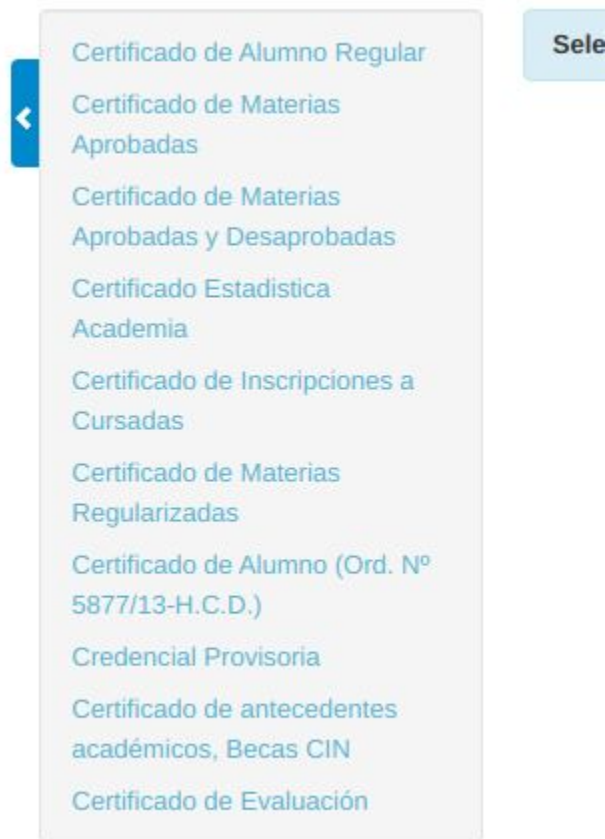 Certificado de Alumno Regular
Certificado de Materias
Aprobadas
Certificado de Materias
Aprobadas y Desaprobadas
Certificado Estadistica
Academia
Certificado de Inscripciones a
Cursadas
Certificado de Materias
Regularizadas
Certificado de Alumno (Ord. Nº
5877/13-H.C.D.)
Credencial Provisoria
Certificado de antecedentes
académicos, Becas CIN
Certificado de Evaluación
Sele